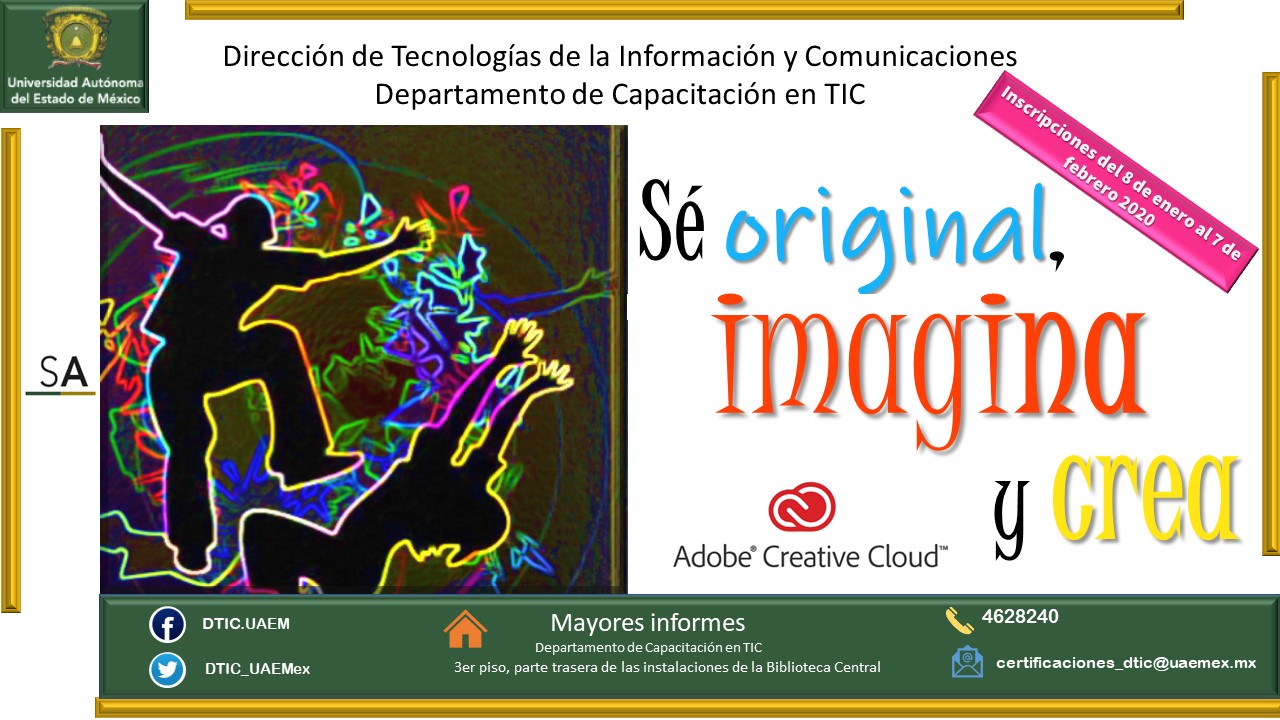 Universidad Autónoma
del Estado de México
Dirección de Tecnologías de la Información y Comunicaciones
Departamento de Capacitación en TIC
Inscripciones del 8 de enero al 7 de
febrero 2020
Sé original,
imagina
y crea
SA
Adobe® Creative Cloud™
DTIC.UAEM
DTIC_UAEMex
Mayores informes
Departamento de Capacitación en TIC
3er piso, parte trasera de las instalaciones de la Biblioteca Central
4628240
certificaciones_dtic@uaemex.mx